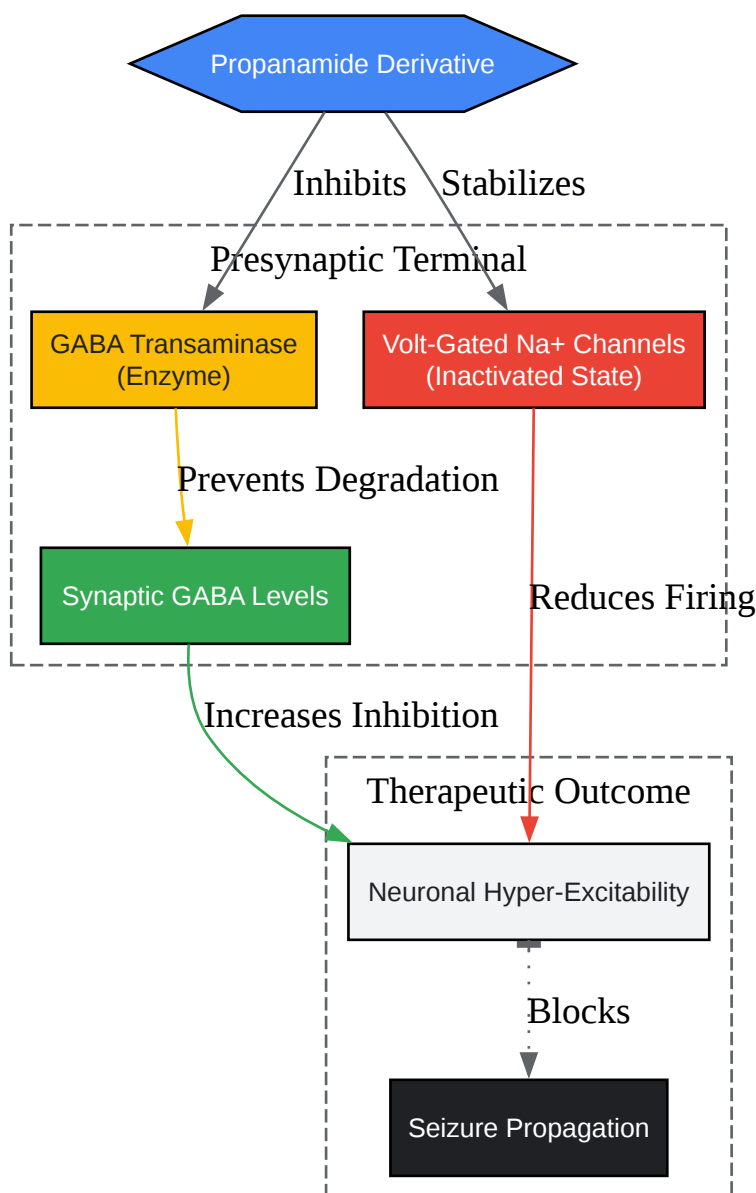 Propanamide Derivative
Inhibits
Stabilizes
Presynaptic Terminal
GABA Transaminase
(Enzyme)
Volt-Gated Na+ Channels
(Inactivated State)
Prevents Degradation
Synaptic GABA Levels
Reduces Firing
Increases Inhibition
Therapeutic Outcome
Neuronal Hyper-Excitability
Blocks
Seizure Propagation